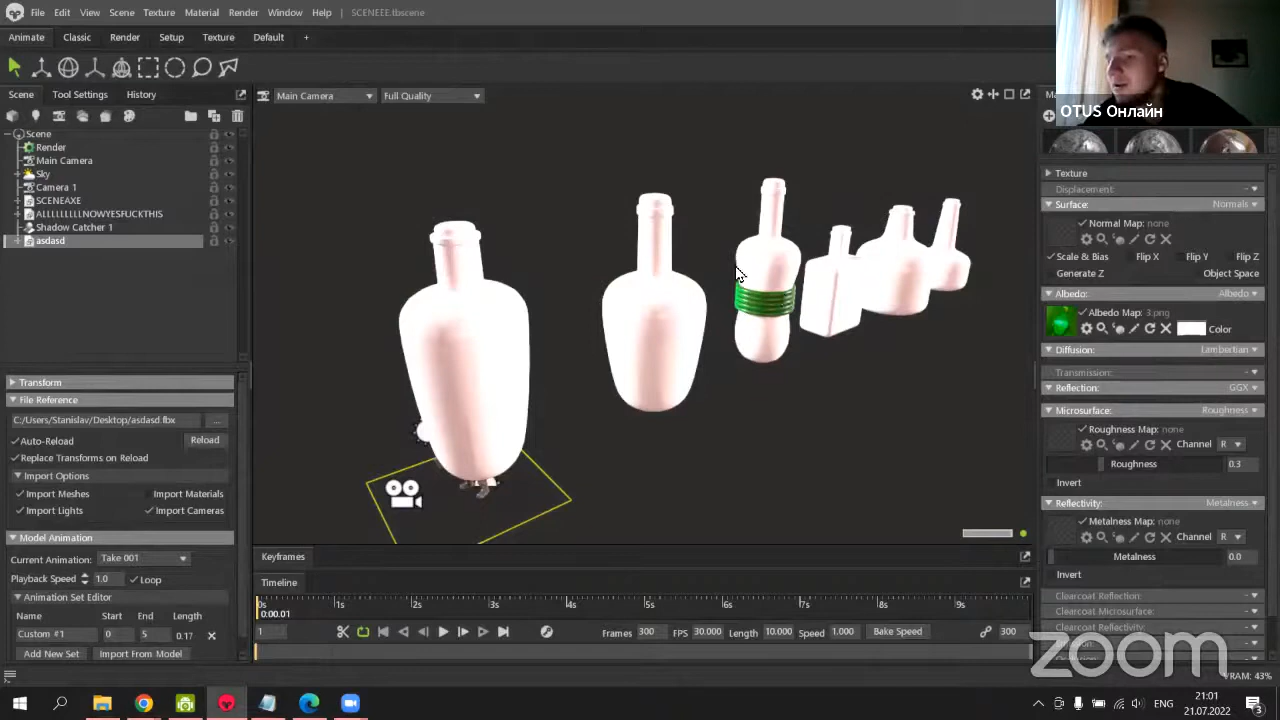 File Edit View Scene Texture Material Render Window Help SCENEEE.tbscene
Animate Classic Render Setup Texture Default +
OTUS Онлайн
Scene Tool Settings History
Main Camera Full Quality
Scene
Render
Main Camera
Sky
Camera 1
SCENEAXE
Shadow Catcher 1
asdasd
Transform
File Reference
C:/Users/Stanislav/Desktop/asdasd.fbx ...
Auto-Reload Reload
Replace Transforms on Reload
Import Options
Import Meshes Import Materials
Import Lights Import Cameras
Model Animation
Current Animation: Take 001
Playback Speed 1.0 Loop
Animation Set Editor
Name Start End Length
Custom #1 0 5 0.17
Add New Set Import From Model
Keyframes
Timeline
0s 1s 2s 3s 4s 5s 6s 7s 8s 9s
0:00.01
1 Frames 300 FPS 30.000 Length 10.000 Speed 1.000 Bake Speed 300
Texture
Displacement:
Surface: Normals
Normal Map: none
Scale & Bias Flip X Flip Y Flip Z
Generate Z Object Space
Albedo: Albedo
Albedo Map: 3.png
Color
Diffusion: Lambertian
Transmission:
Reflection: GGX
Microsurface: Roughness
Roughness Map: none
Channel R
Roughness 0.3
Invert
Reflectivity: Metalness
Metalness Map: none
Channel R
Metalness 0.0
Invert
Clearcoat Reflection:
Clearcoat Microsurface:
Clearcoat Reflectivity:
zoom
VRAM: 43%
ENG
21:01
21.07.2022
3